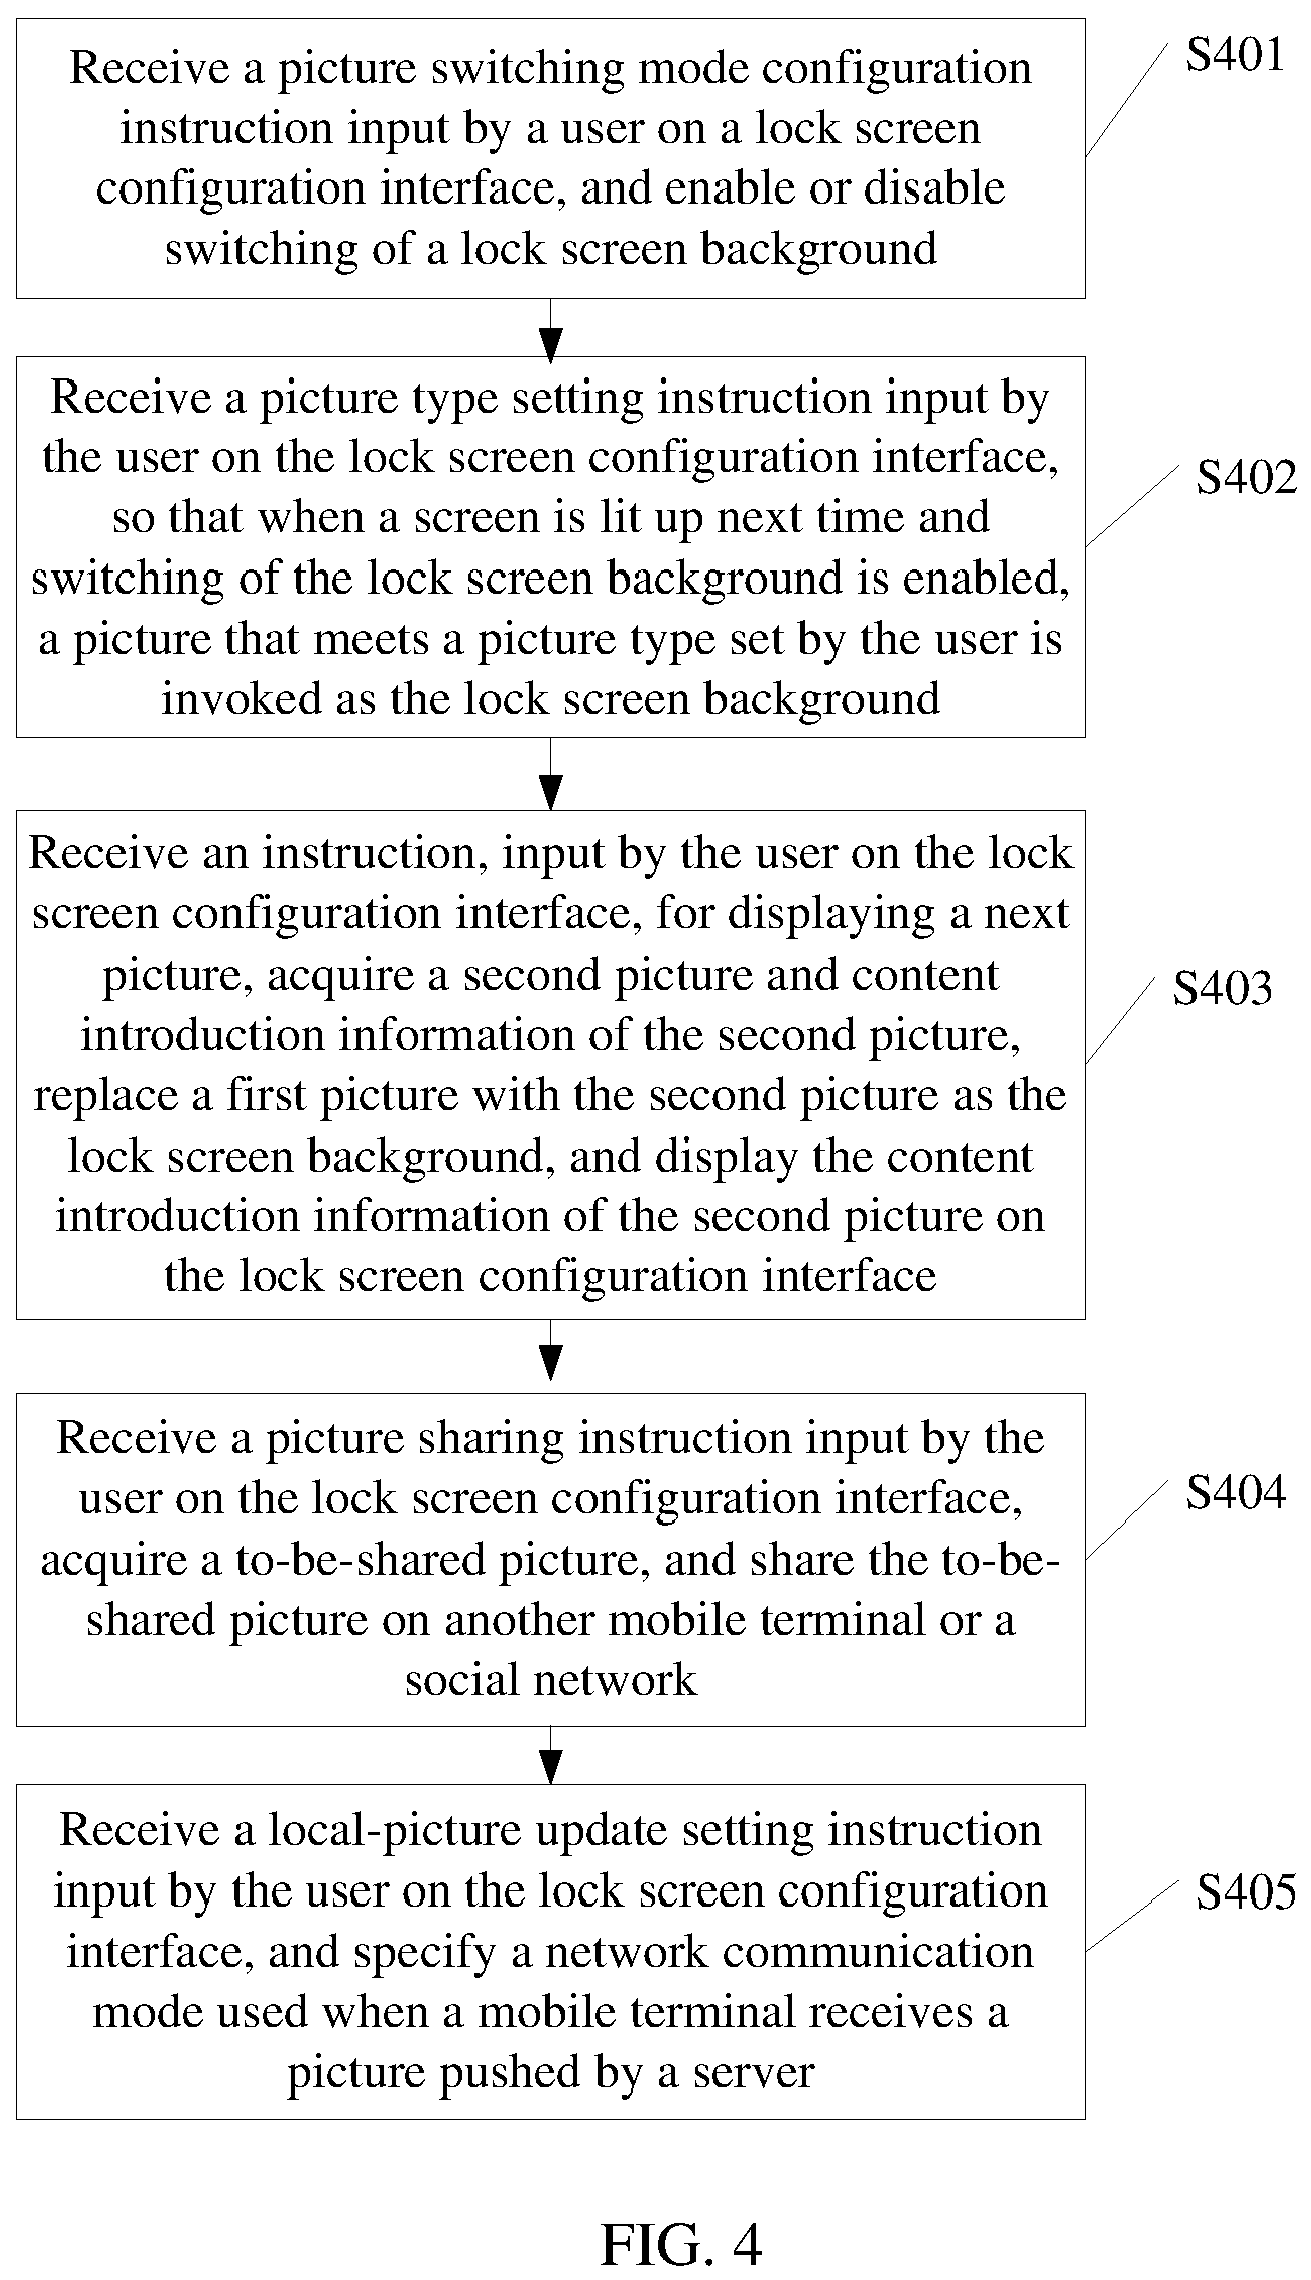 Receive a picture switching mode configuration
instruction input by a user on a lock screen
configuration interface, and enable or disable
switching of a lock screen background
S401
Receive a picture type setting instruction input by
the user on the lock screen configuration interface,
so that when a screen is lit up next time and
switching of the lock screen background is enabled,
a picture that meets a picture type set by the user is
invoked as the lock screen background
S402
Receive an instruction, input by the user on the lock
screen configuration interface, for displaying a next
picture, acquire a second picture and content
introduction information of the second picture,
replace a first picture with the second picture as the
lock screen background, and display the content
introduction information of the second picture on
the lock screen configuration interface
S403
Receive a picture sharing instruction input by the
user on the lock screen configuration interface,
acquire a to-be-shared picture, and share the to-be-
shared picture on another mobile terminal or a
social network
S404
Receive a local-picture update setting instruction
input by the user on the lock screen configuration
interface, and specify a network communication
mode used when a mobile terminal receives a
picture pushed by a server
S405
FIG. 4